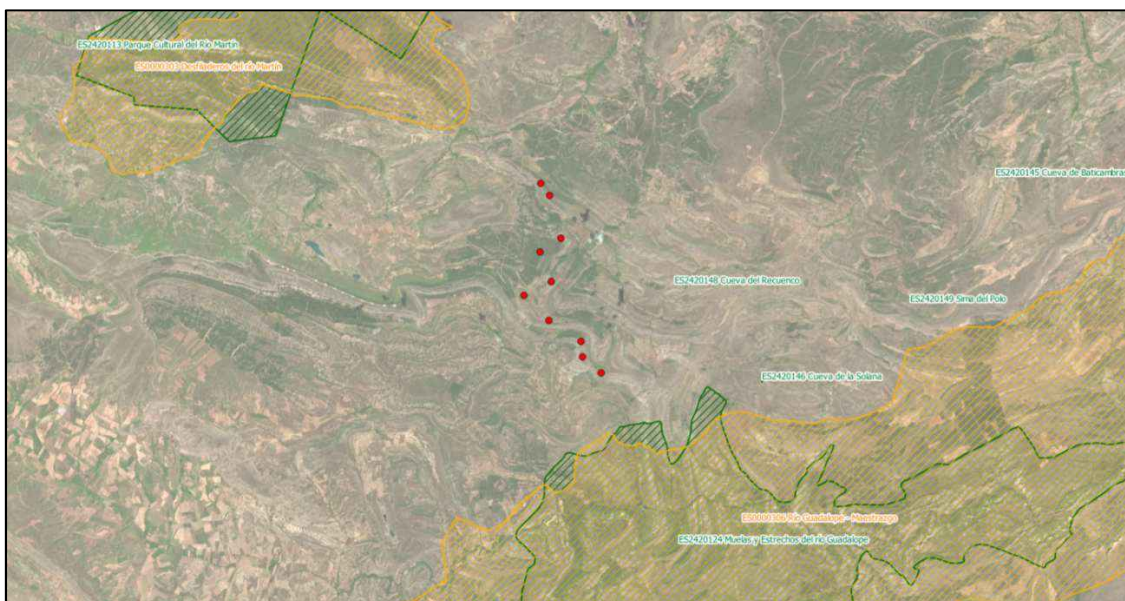 ES2420113 Parque Cultural del Río Martín
ES0000303 Desfiladeros del río Martín
ES2420145 Cueva de Baticambras
ES2420148 Cueva del Recuenco
ES2420149 Sima del Polo
ES2420146 Cueva de la Solana
ES0000306 Río Guadalope - Maestrazgo
ES2420124 Muelas y Estrechos del río Guadalope